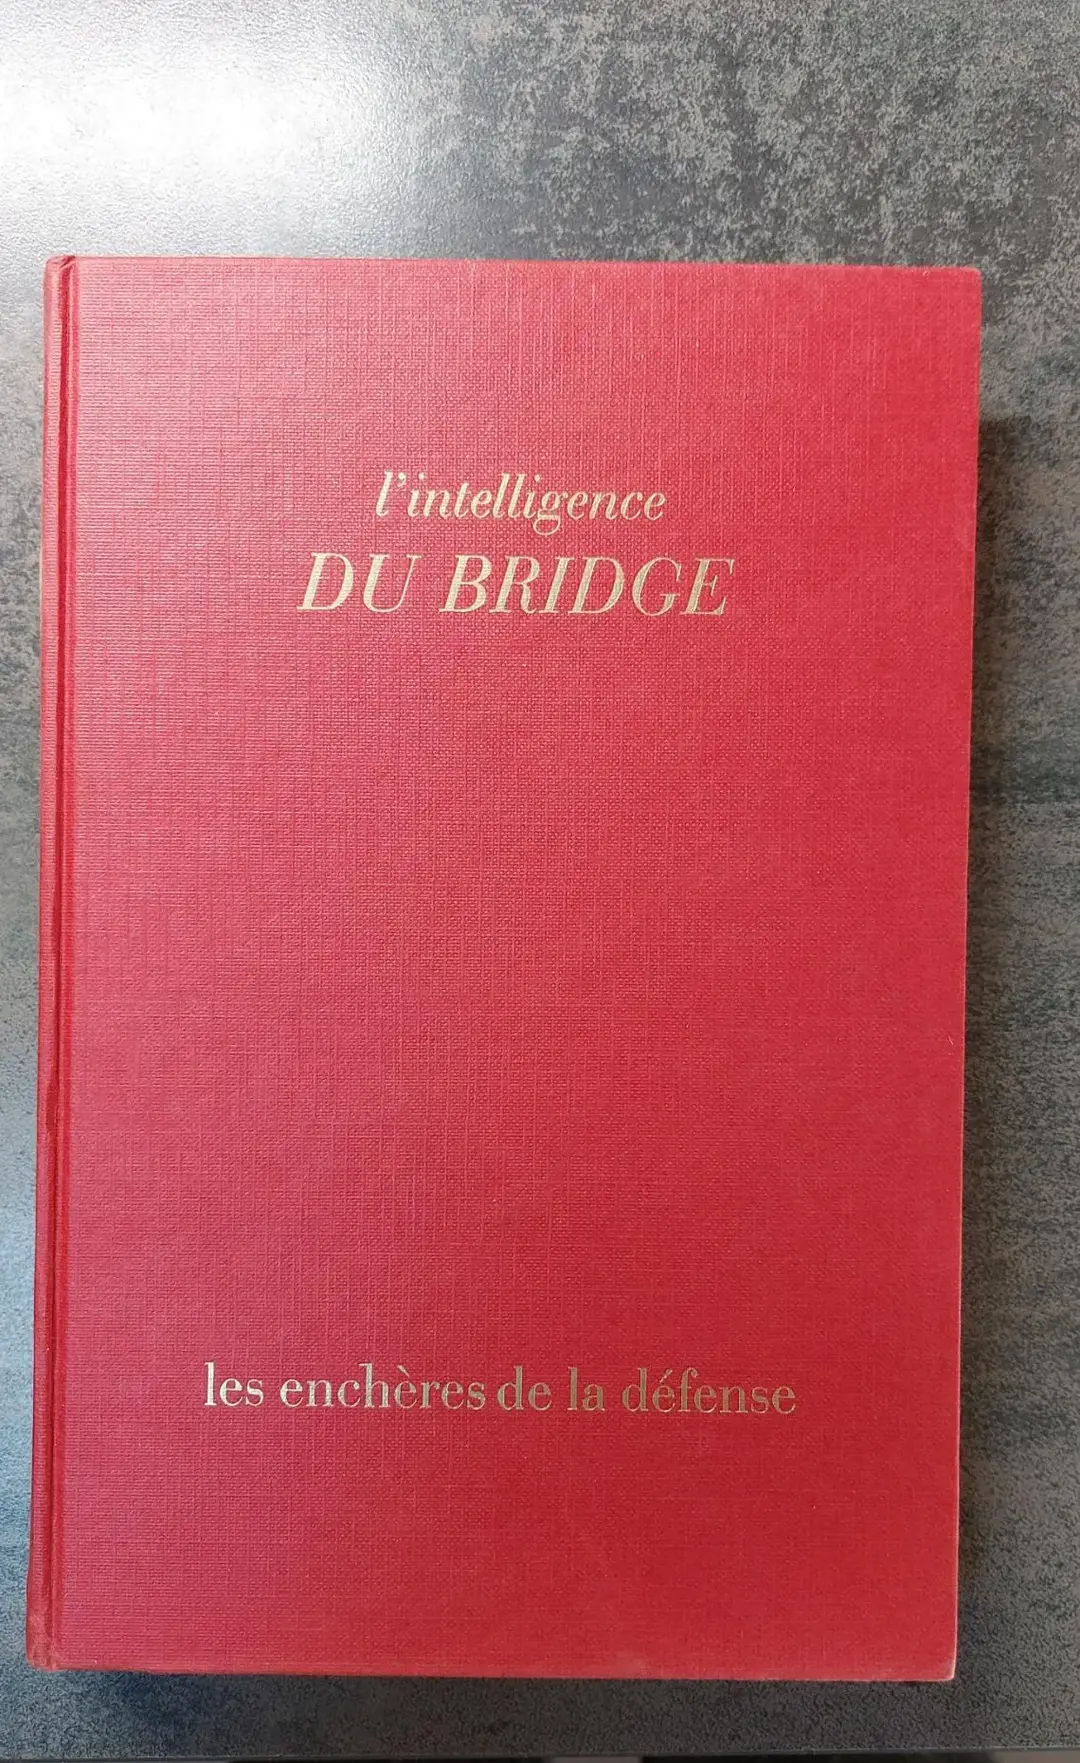 l'intelligence
DU BRIDGE
les enchères de la défense